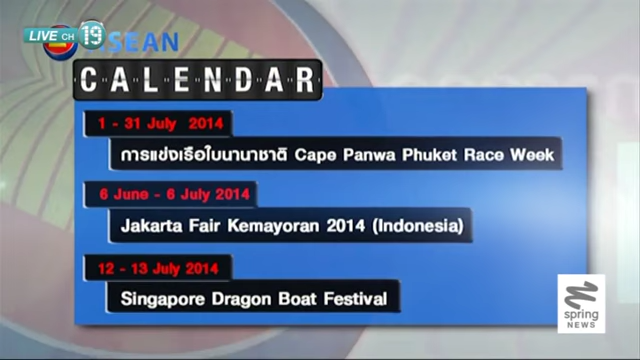 LIVE CH 19
ASEAN
CALENDAR
1 - 31 July 2014
การแข่งเรือใบนานาชาติ Cape Panwa Phuket Race Week
6 June - 6 July 2014
Jakarta Fair Kemayoran 2014 (Indonesia)
12 - 13 July 2014
Singapore Dragon Boat Festival
spring
NEWS